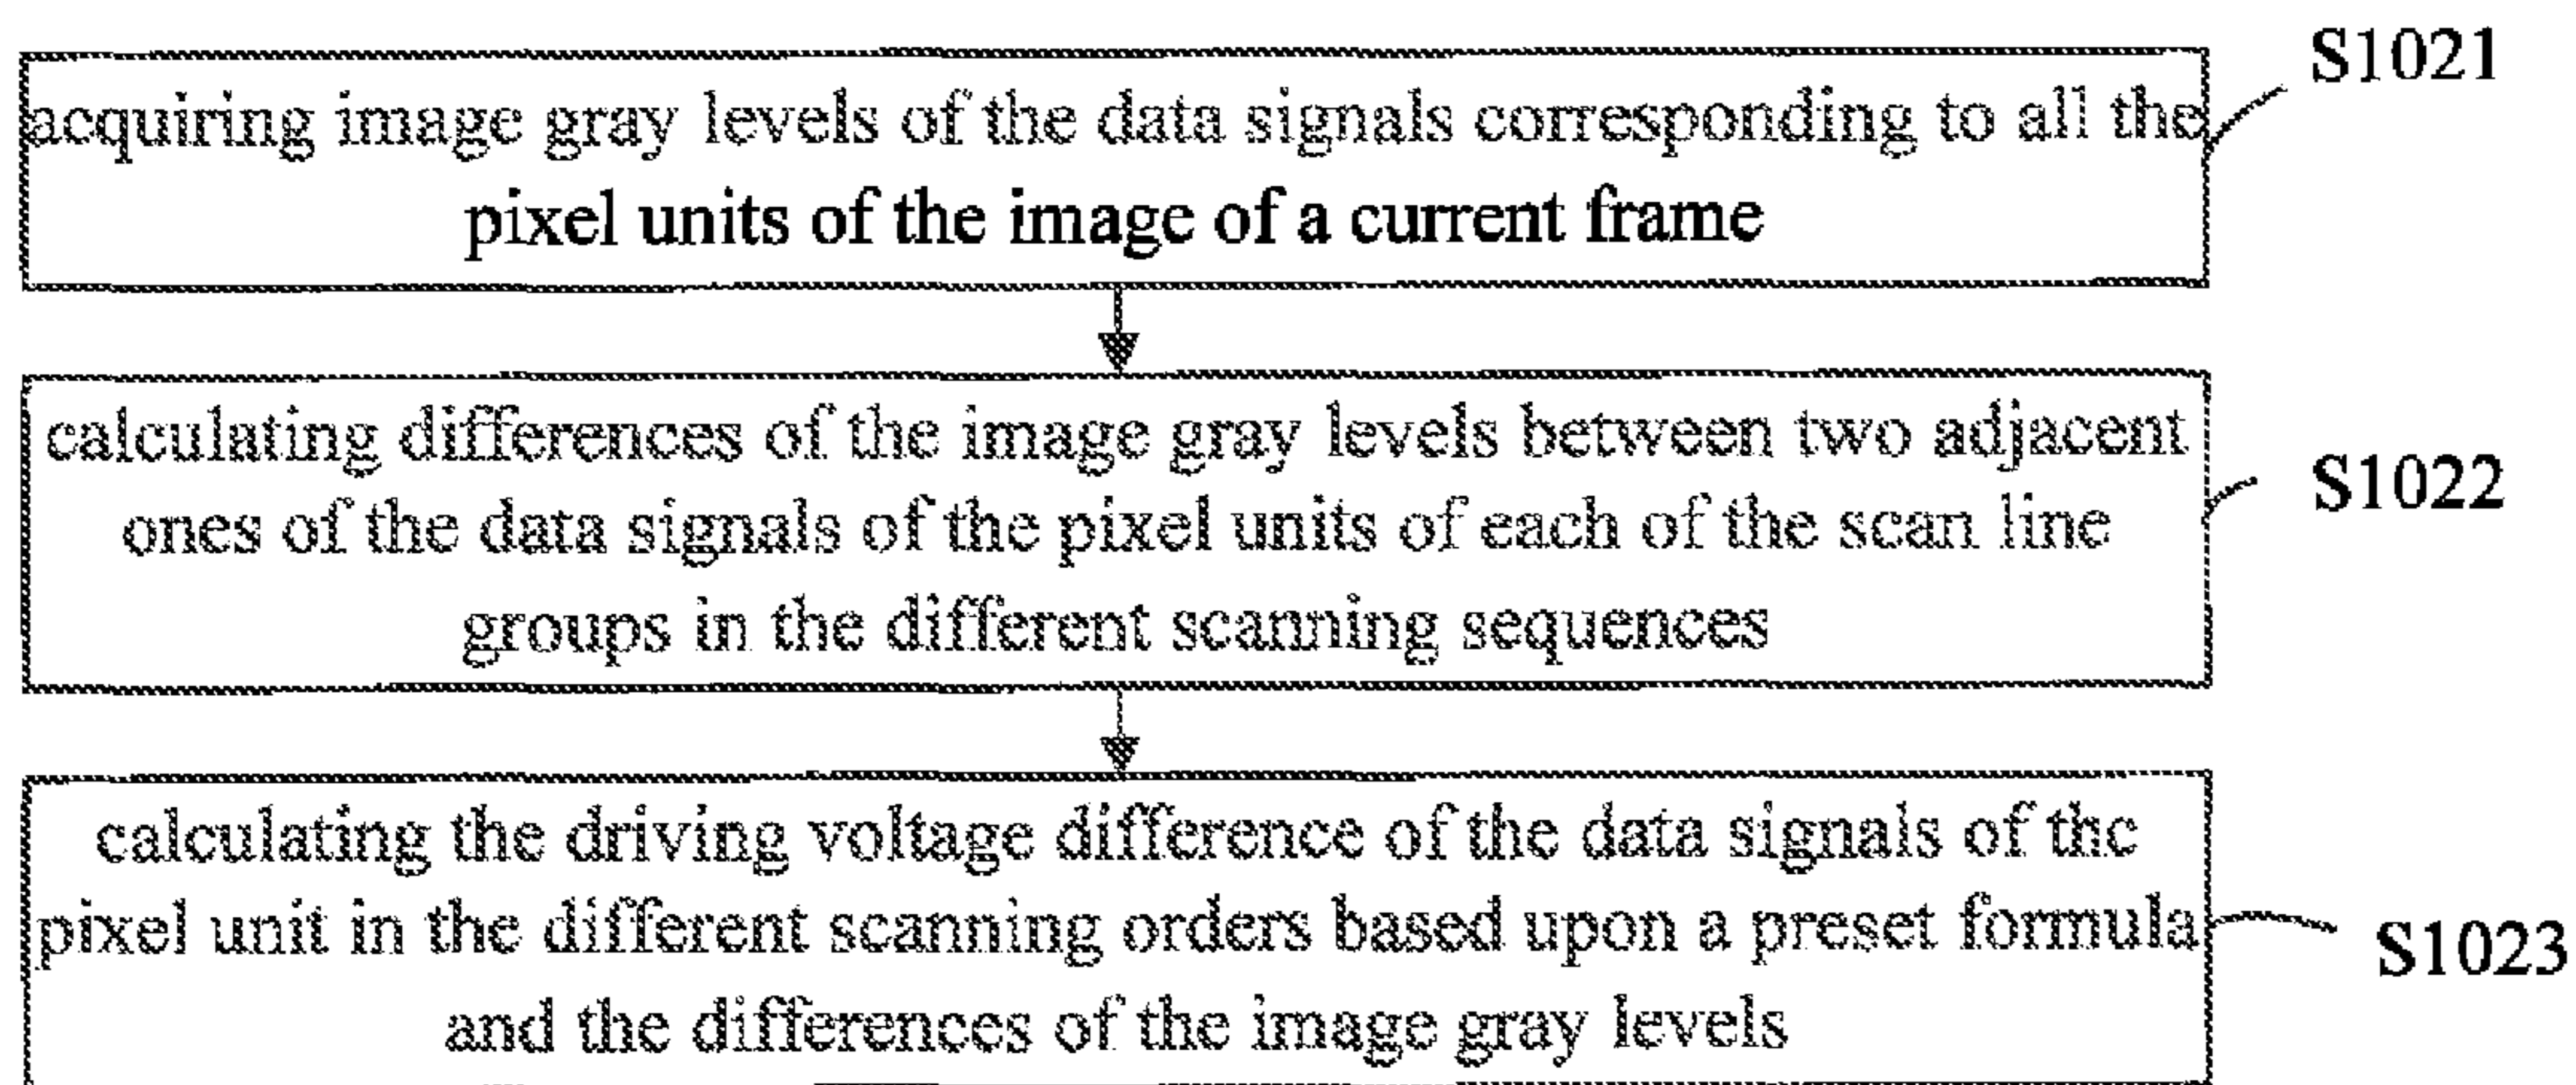 acquiring image gray levels of the data signals corresponding to all the
S1021
pixel units of the image of a current frame
calculating differences of the image gray levels between two adjacent
S1022
ones of the data signals of the pixel units of each of the scan line
groups in the different scanning sequences
calculating the driving voltage difference of the data signals of the
pixel unit in the different scanning orders based upon a preset formula
S1023
and the differences of the image gray levels